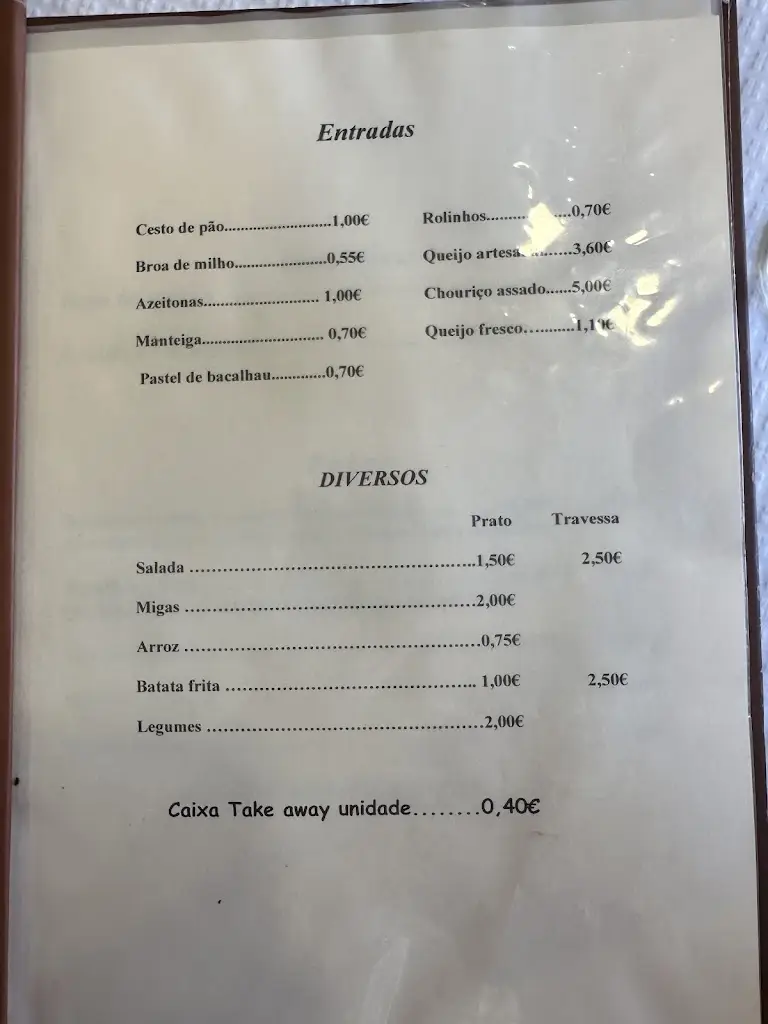 Entradas
Cesto de pão..........................1,00€
Broa de milho.......................0,55€
Azeitonas............................ 1,00€
Manteiga.............................. 0,70€
Pastel de bacalhau.............0,70€
Rolinhos.......... ....0,70€
Queijo ......3,60€
Chouriço assado......5,00€
Queijo fresco............
DIVERSOS
Prato Travessa
Salada ...................................................1,50€ 2,50€
Migas ....................................................2,00€
Arroz .....................................................0,75€
Batata frita ............................................. 1,00€ 2,50€
Legumes ..................................................2,00€
Caixa Take away unidade........0,40€